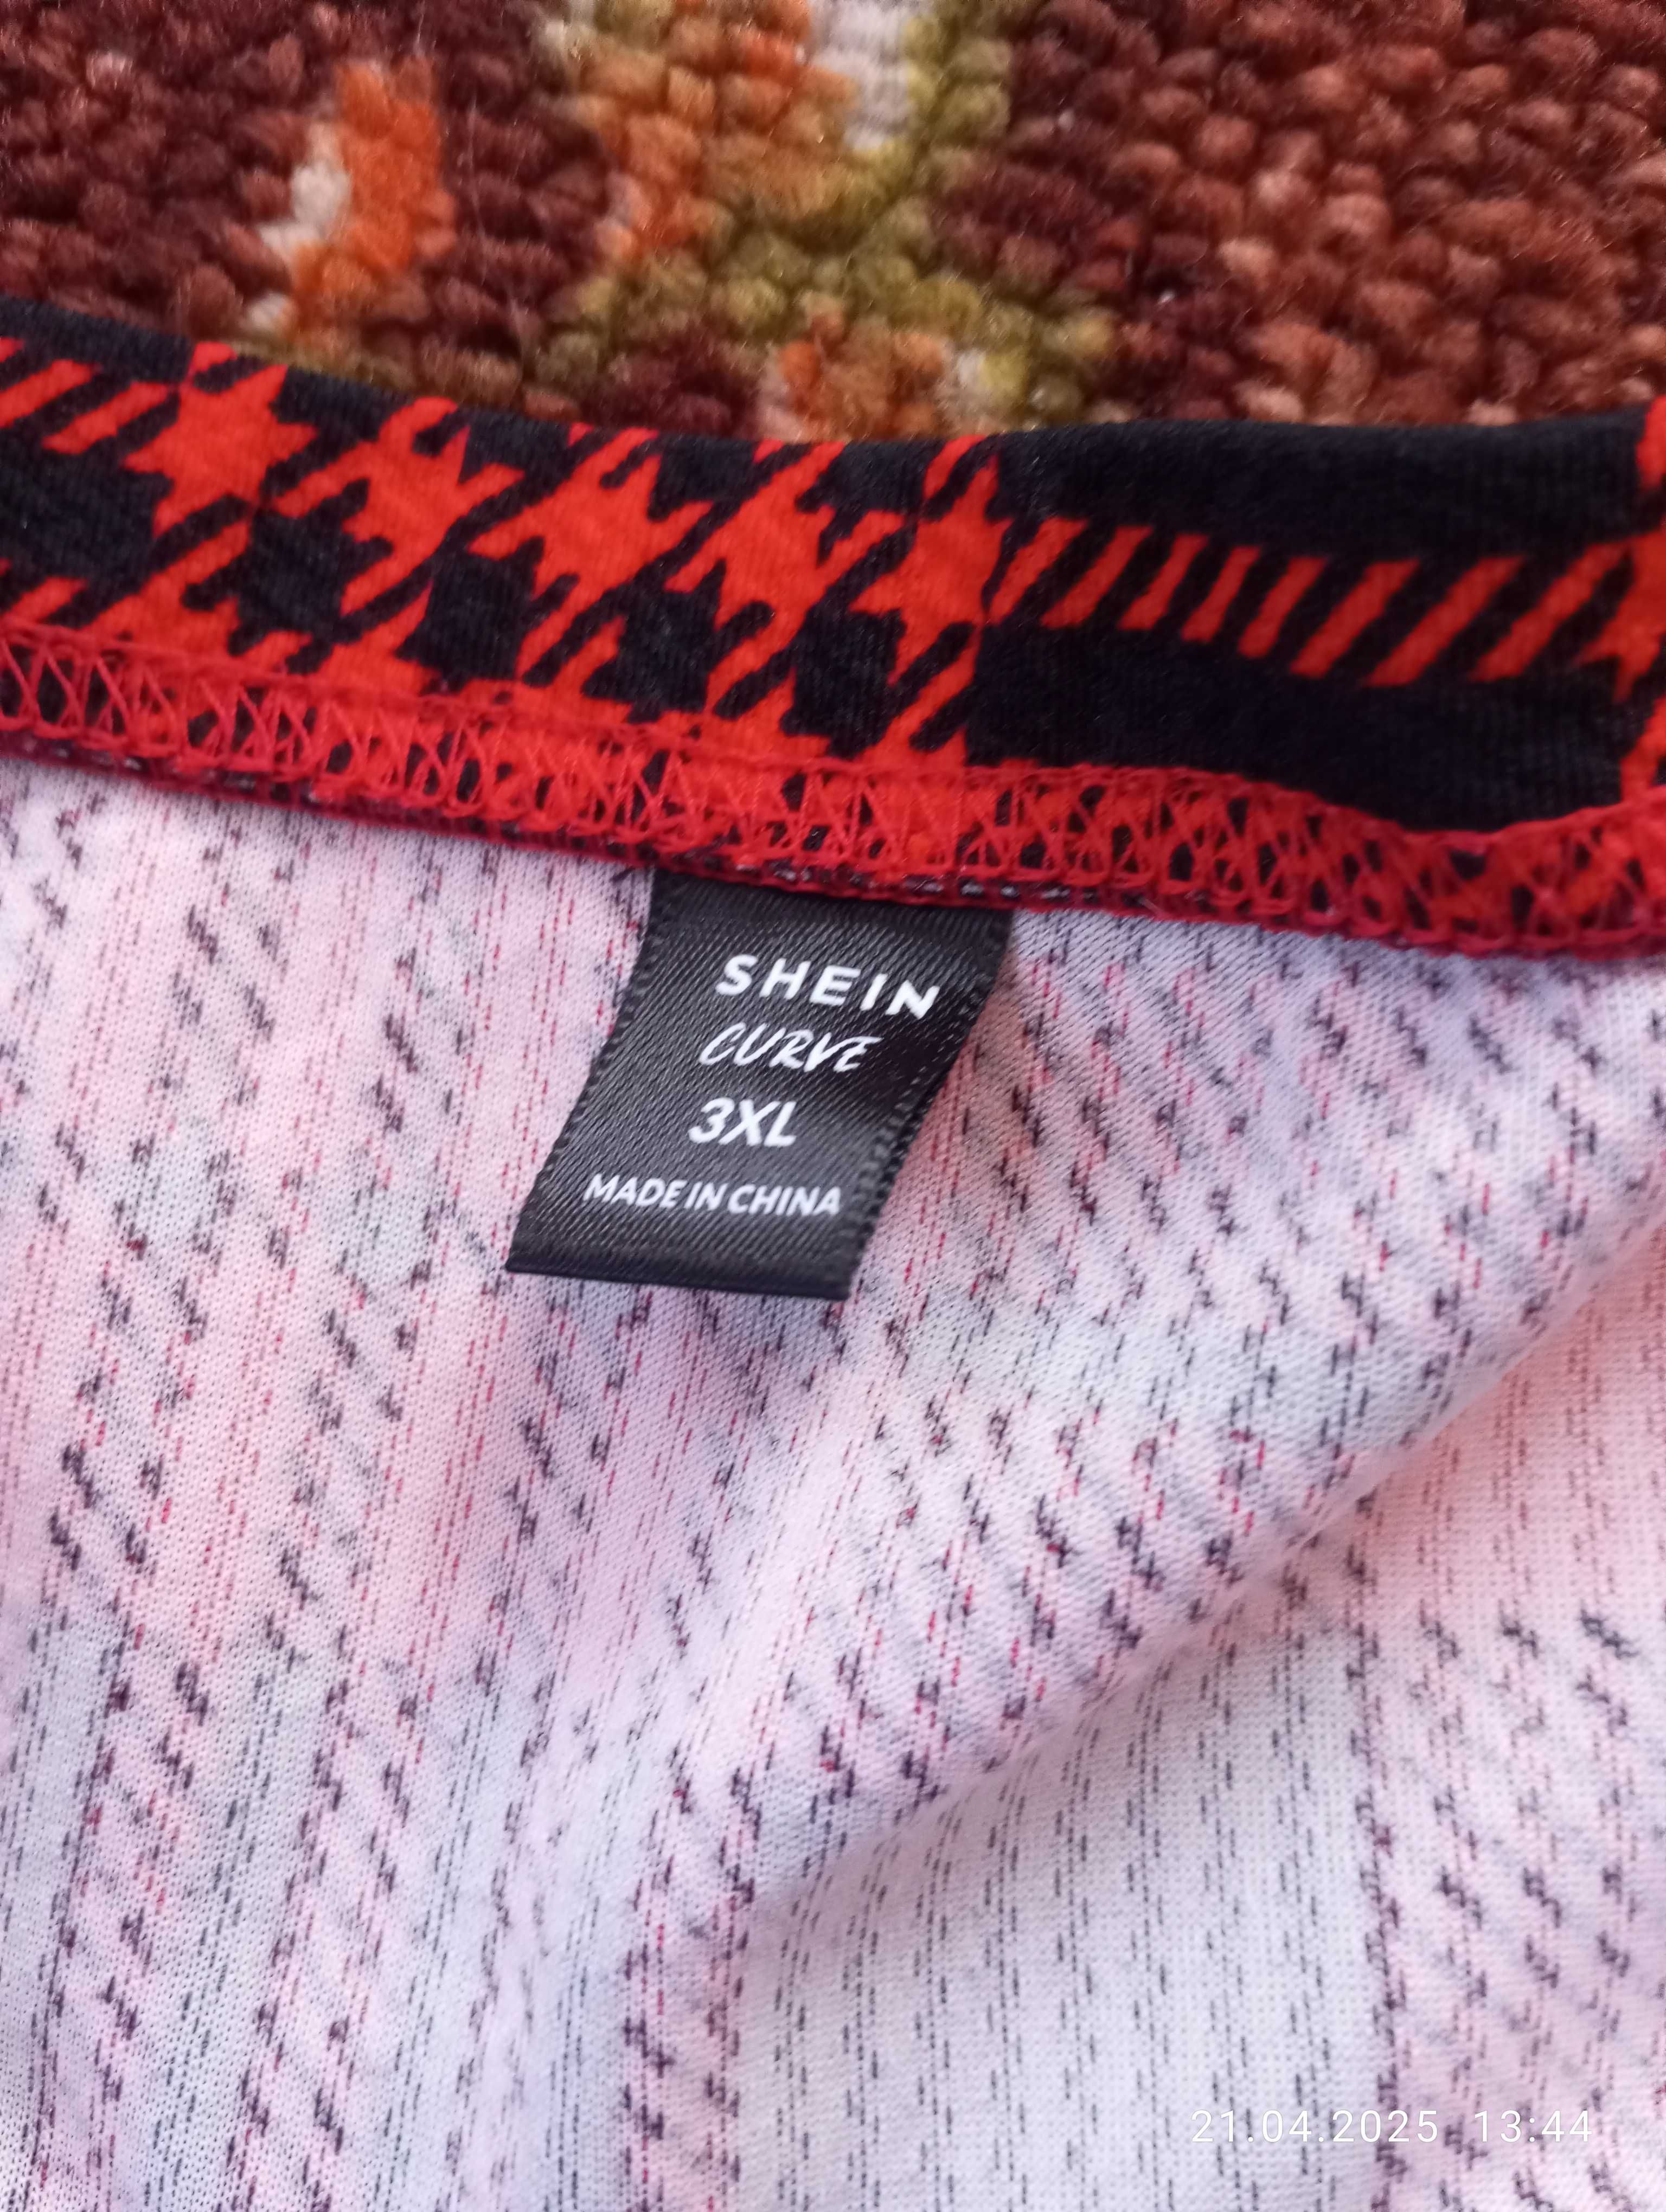 SHEIN
CURVE
3XL
MADE IN CHINA
21.04.2025 13:44